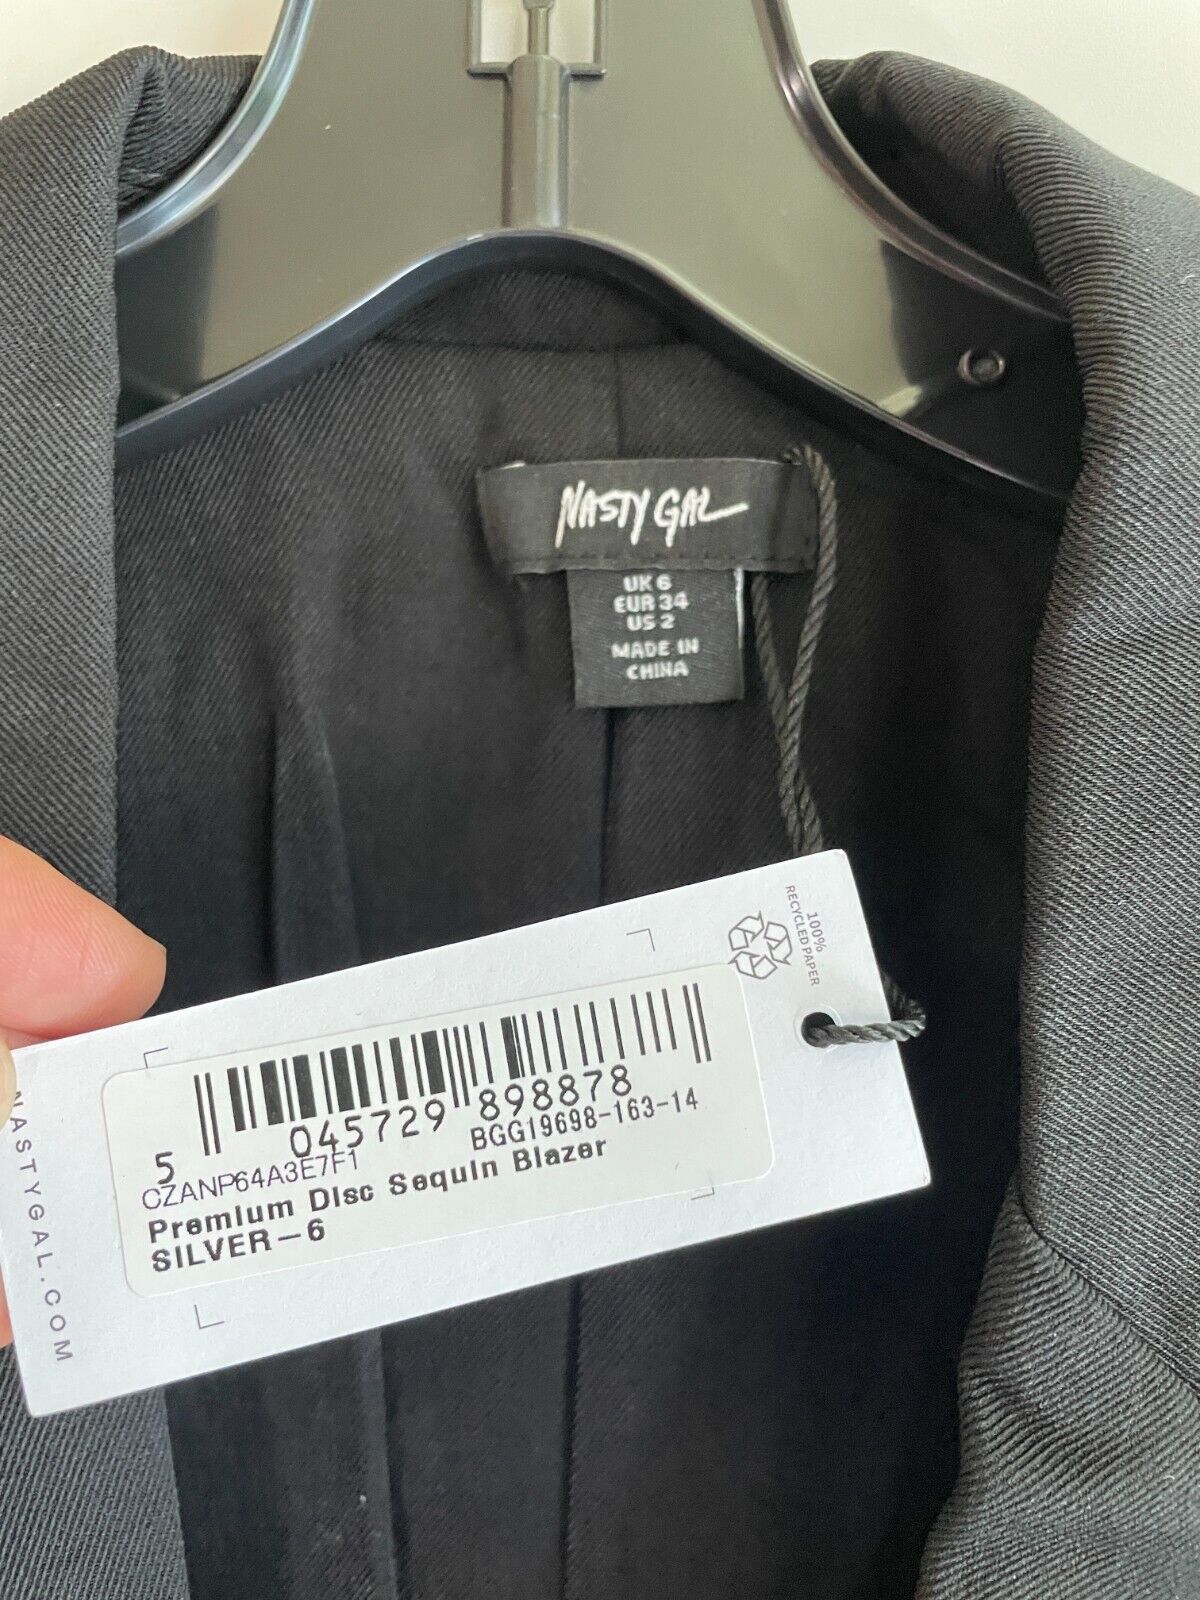 NASTY GAL
UK 6
EUR 34
US 2
MADE IN
CHINA
100%
RECYCLED PAPER
5 045729 898878
CZANP64A3E7F1 BGG19698-163-14
Premium Disc Sequin Blazer
SILVER-6
NASTYGAL.COM